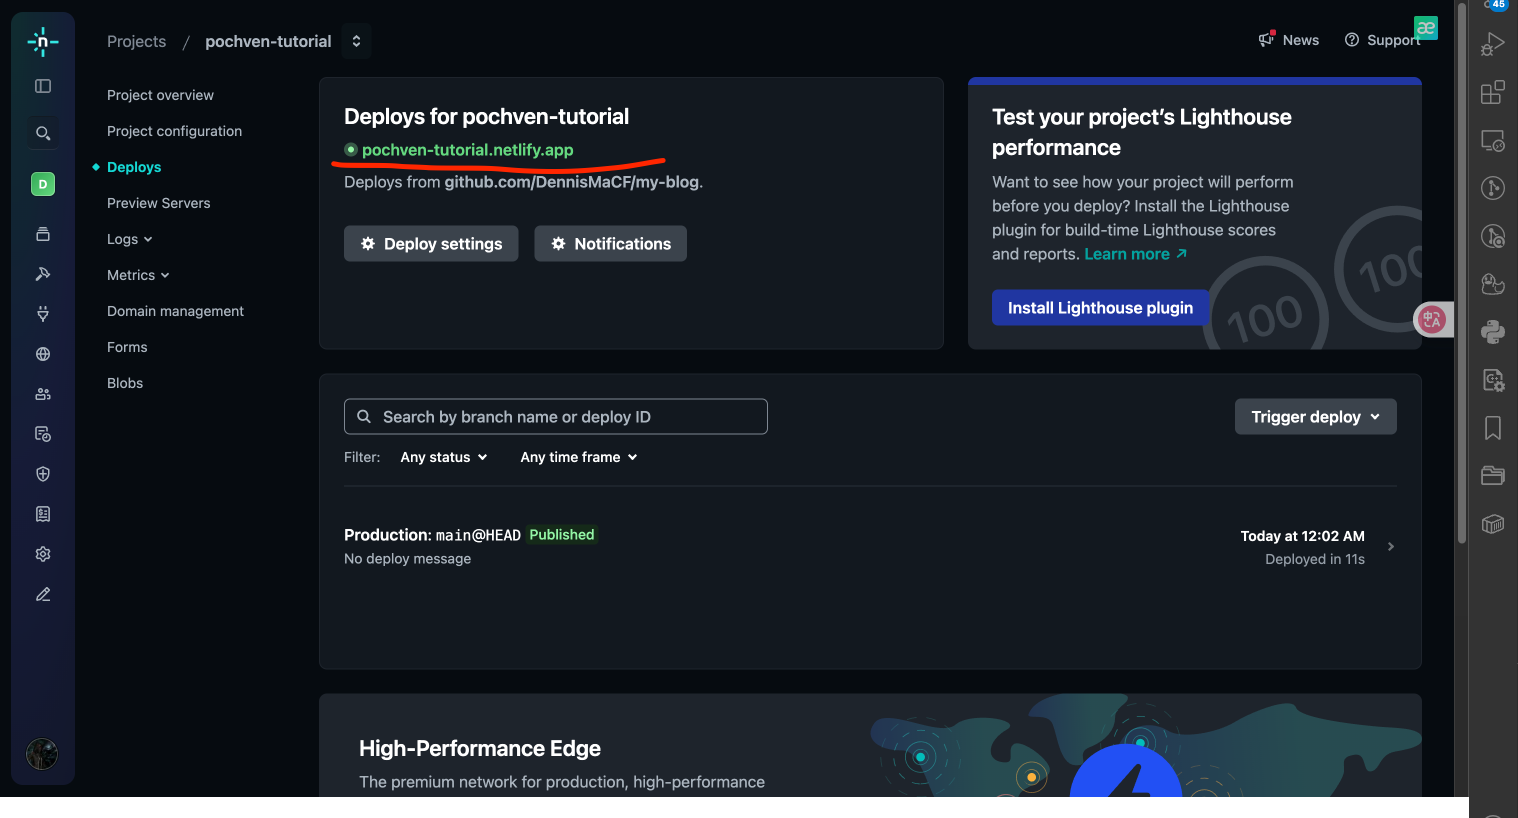 45
æ
n
Projects / pochven-tutorial
News
Support
Project overview
Project configuration
Deploys
Preview Servers
Logs
Metrics
Domain management
Forms
Blobs
D
Deploys for pochven-tutorial
pochven-tutorial.netlify.app
Deploys from github.com/DennisMaCF/my-blog.
Deploy settings
Notifications
Test your project’s Lighthouse
performance
Want to see how your project will perform
before you deploy? Install the Lighthouse
plugin for build-time Lighthouse scores
and reports. Learn more
Install Lighthouse plugin
100
100
中A
Search by branch name or deploy ID
Trigger deploy
Filter: Any status Any time frame
Production: main@HEAD Published
No deploy message
Today at 12:02 AM
Deployed in 11s
High-Performance Edge
The premium network for production, high-performance